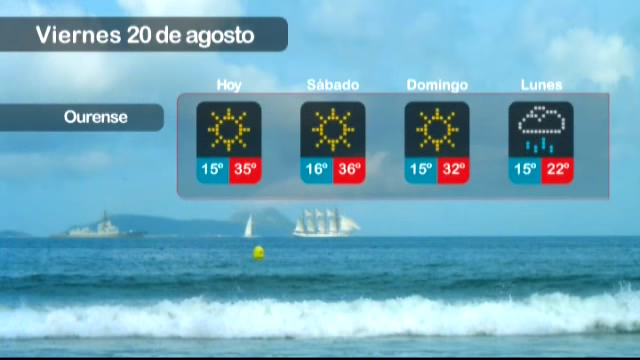 Viernes 20 de agosto
Hoy Sábado Domingo Lunes
Ourense
15º 35º 16º 36º 15º 32º 15º 22º